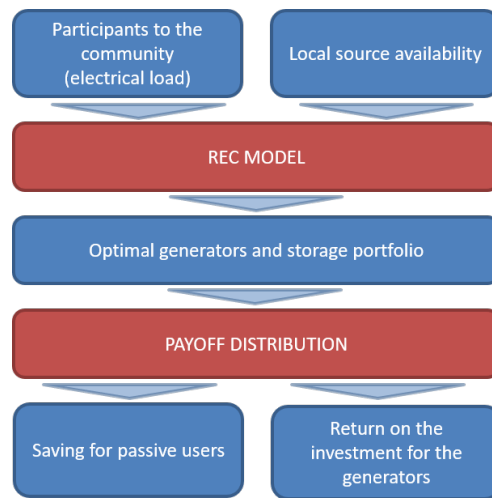 Participants to the
community
(electrical load)
Local source availability
REC MODEL
Optimal generators and storage portfolio
PAYOFF DISTRIBUTION
Saving for passive users
Return on the
investment for the
generators